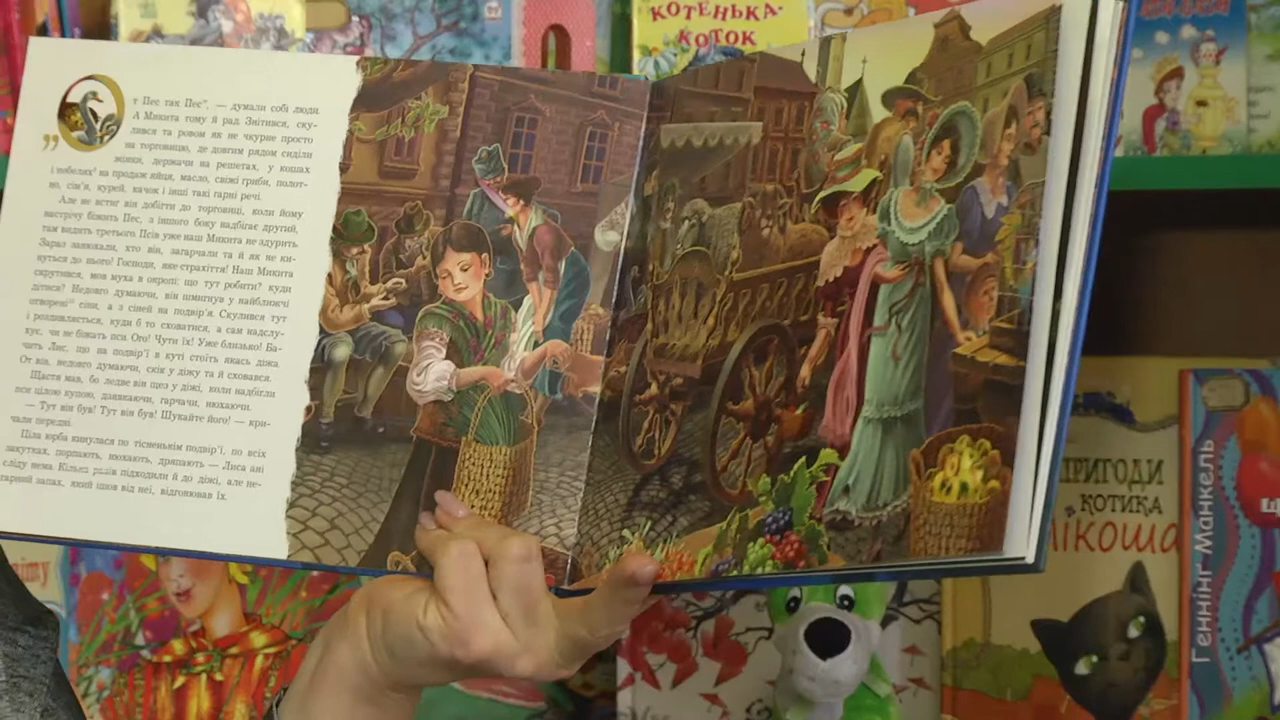 КОТЕНЬКА-
КОТОК
"От Пес так Пес", — думали собі люди.
А Микита тому й рад. Знітився, ску-
лився та ровом як не чкурне просто
на торговицю, де довгим рядом сиділи
жінки, держачи на решетах, у кошах
і
на продаж яйця, масло, свіжі гриби, полот-
но, сім'я, курей, качок і інші такі гарні речі.
Але не встиг він добігти до торговиці, коли йому
настрічу біжить Пес, з іншого боку надбігає другий,
там видить третього. Псів уже наш Микита не здурить.
Зараз занюхали, хто він, загарчали та й як не ки-
нуться до нього! Господи, яке страхіття! Наш Микита
скрутився, мов муха в окропі: що тут робити? куди
дітися? Недовго думаючи, він шмигнув у найближчі
отворені сіни, а з сіней на подвір'я. Скулився тут
і роздивляється, куди б то сховатися, а сам надслу-
хує, чи не біжать пси. Ого! Чути їх! Уже близько! Ба-
чить Лис, що на подвір'ї в куті стоїть якась діжа.
От він, недовго думаючи, скік у діжу та й сховався.
Щастя мав, бо ледве він щез у діжі, коли надбігли
пси цілою купою, дзявкаючи, гарчачи, нюхаючи.
— Тут він був! Тут він був! Шукайте його! — кри-
чали передні.
Ціла юрба кинулася по тісненькім подвір'ї, по всіх
закутках, порпають, нюхають, дряпають — Лиса ані
сліду нема. Кілька разів підходили й до діжі, але не-
гарний запах, який ішов від неї, відгонював їх.
ПРИГОДИ
КОТИКА
Мікоша
Геннінг Манкель